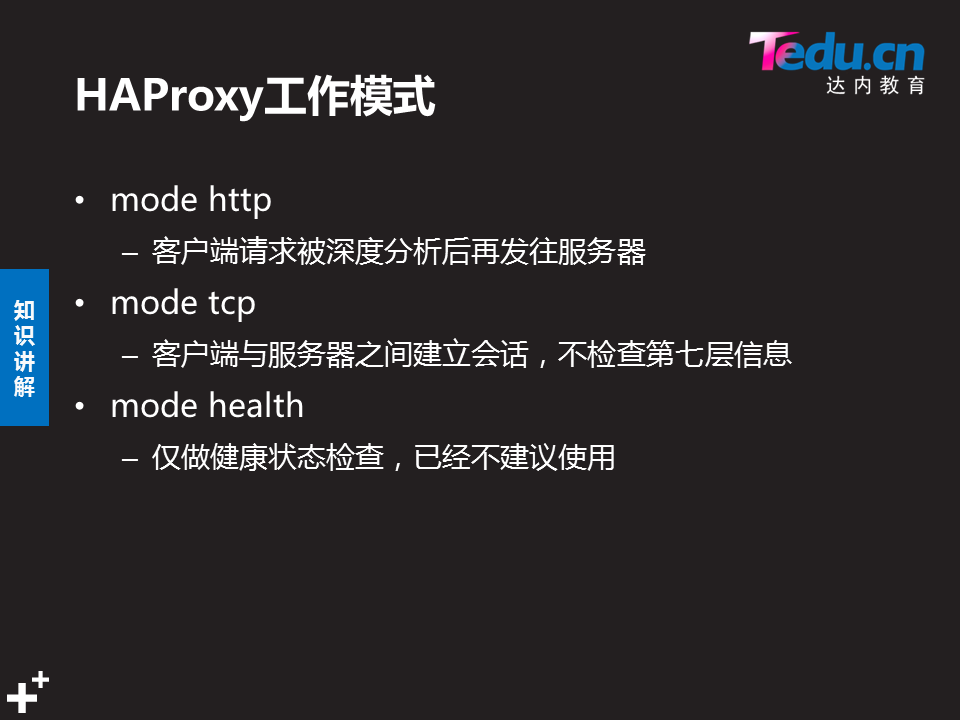 Tedu.cn
达内教育
HAProxy工作模式
• mode http
– 客户端请求被深度分析后再发往服务器
• mode tcp
– 客户端与服务器之间建立会话，不检查第七层信息
• mode health
– 仅做健康状态检查，已经不建议使用
知识讲解